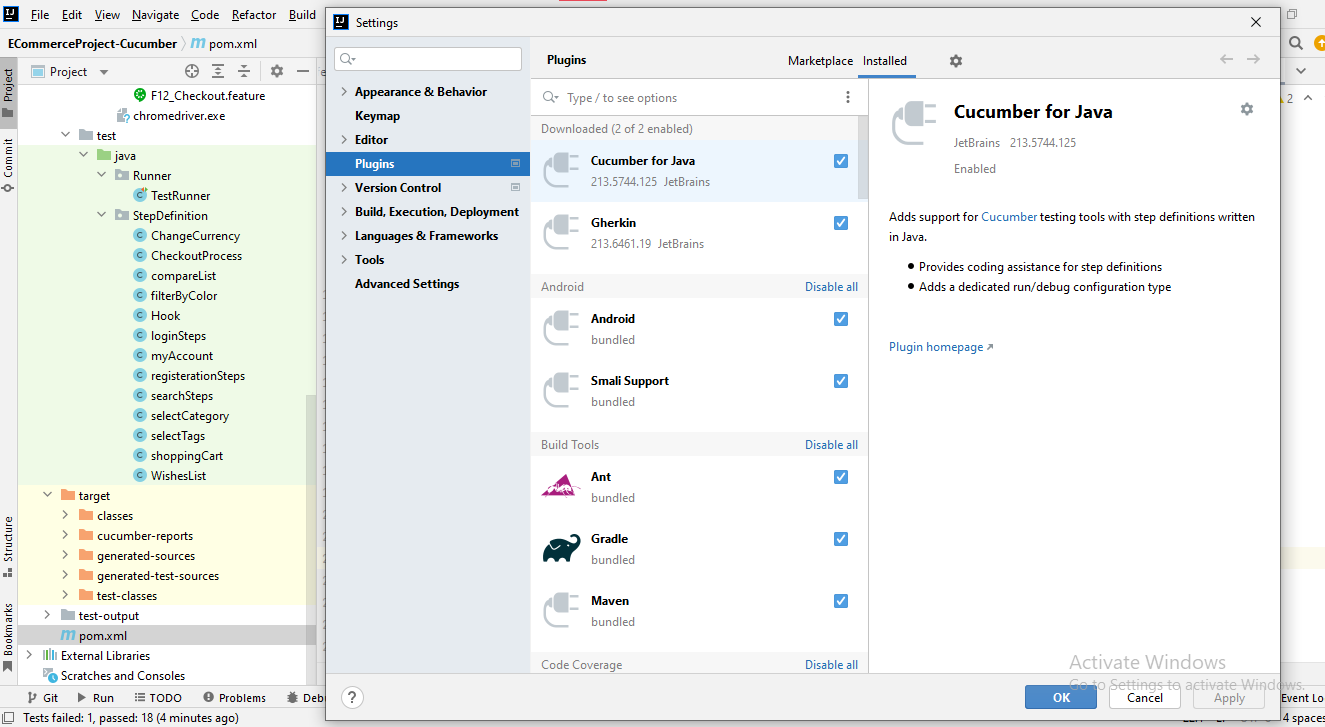 File Edit View Navigate Code Refactor Build
Settings
ECommerceProject-Cucumber pom.xml
Project
Project
Commit
Structure
Bookmarks
F12_Checkout.feature
chromedriver.exe
test
java
Runner
TestRunner
StepDefinition
ChangeCurrency
CheckoutProcess
compareList
filterByColor
Hook
loginSteps
myAccount
registerationSteps
searchSteps
selectCategory
selectTags
shoppingCart
WishesList
target
classes
cucumber-reports
generated-sources
generated-test-sources
test-classes
test-output
pom.xml
External Libraries
Scratches and Consoles
Git Run TODO Problems
Tests failed: 1, passed: 18 (4 minutes ago)
Appearance & Behavior
Keymap
Editor
Plugins
Version Control
Build, Execution, Deployment
Languages & Frameworks
Tools
Advanced Settings
Plugins Marketplace Installed
Type / to see options
Downloaded (2 of 2 enabled)
Cucumber for Java
213.5744.125 JetBrains
Gherkin
213.6461.19 JetBrains
Android Disable all
Android
bundled
Smali Support
bundled
Build Tools Disable all
Ant
bundled
Gradle
bundled
Maven
bundled
Code Coverage Disable all
Cucumber for Java
JetBrains 213.5744.125
Enabled
Adds support for Cucumber testing tools with step definitions written
in Java.
Provides coding assistance for step definitions
Adds a dedicated run/debug configuration type
Plugin homepage
2
Activate Windows
Go to Settings to activate Windows.
? OK Cancel Apply
Event Lo
4 spaces